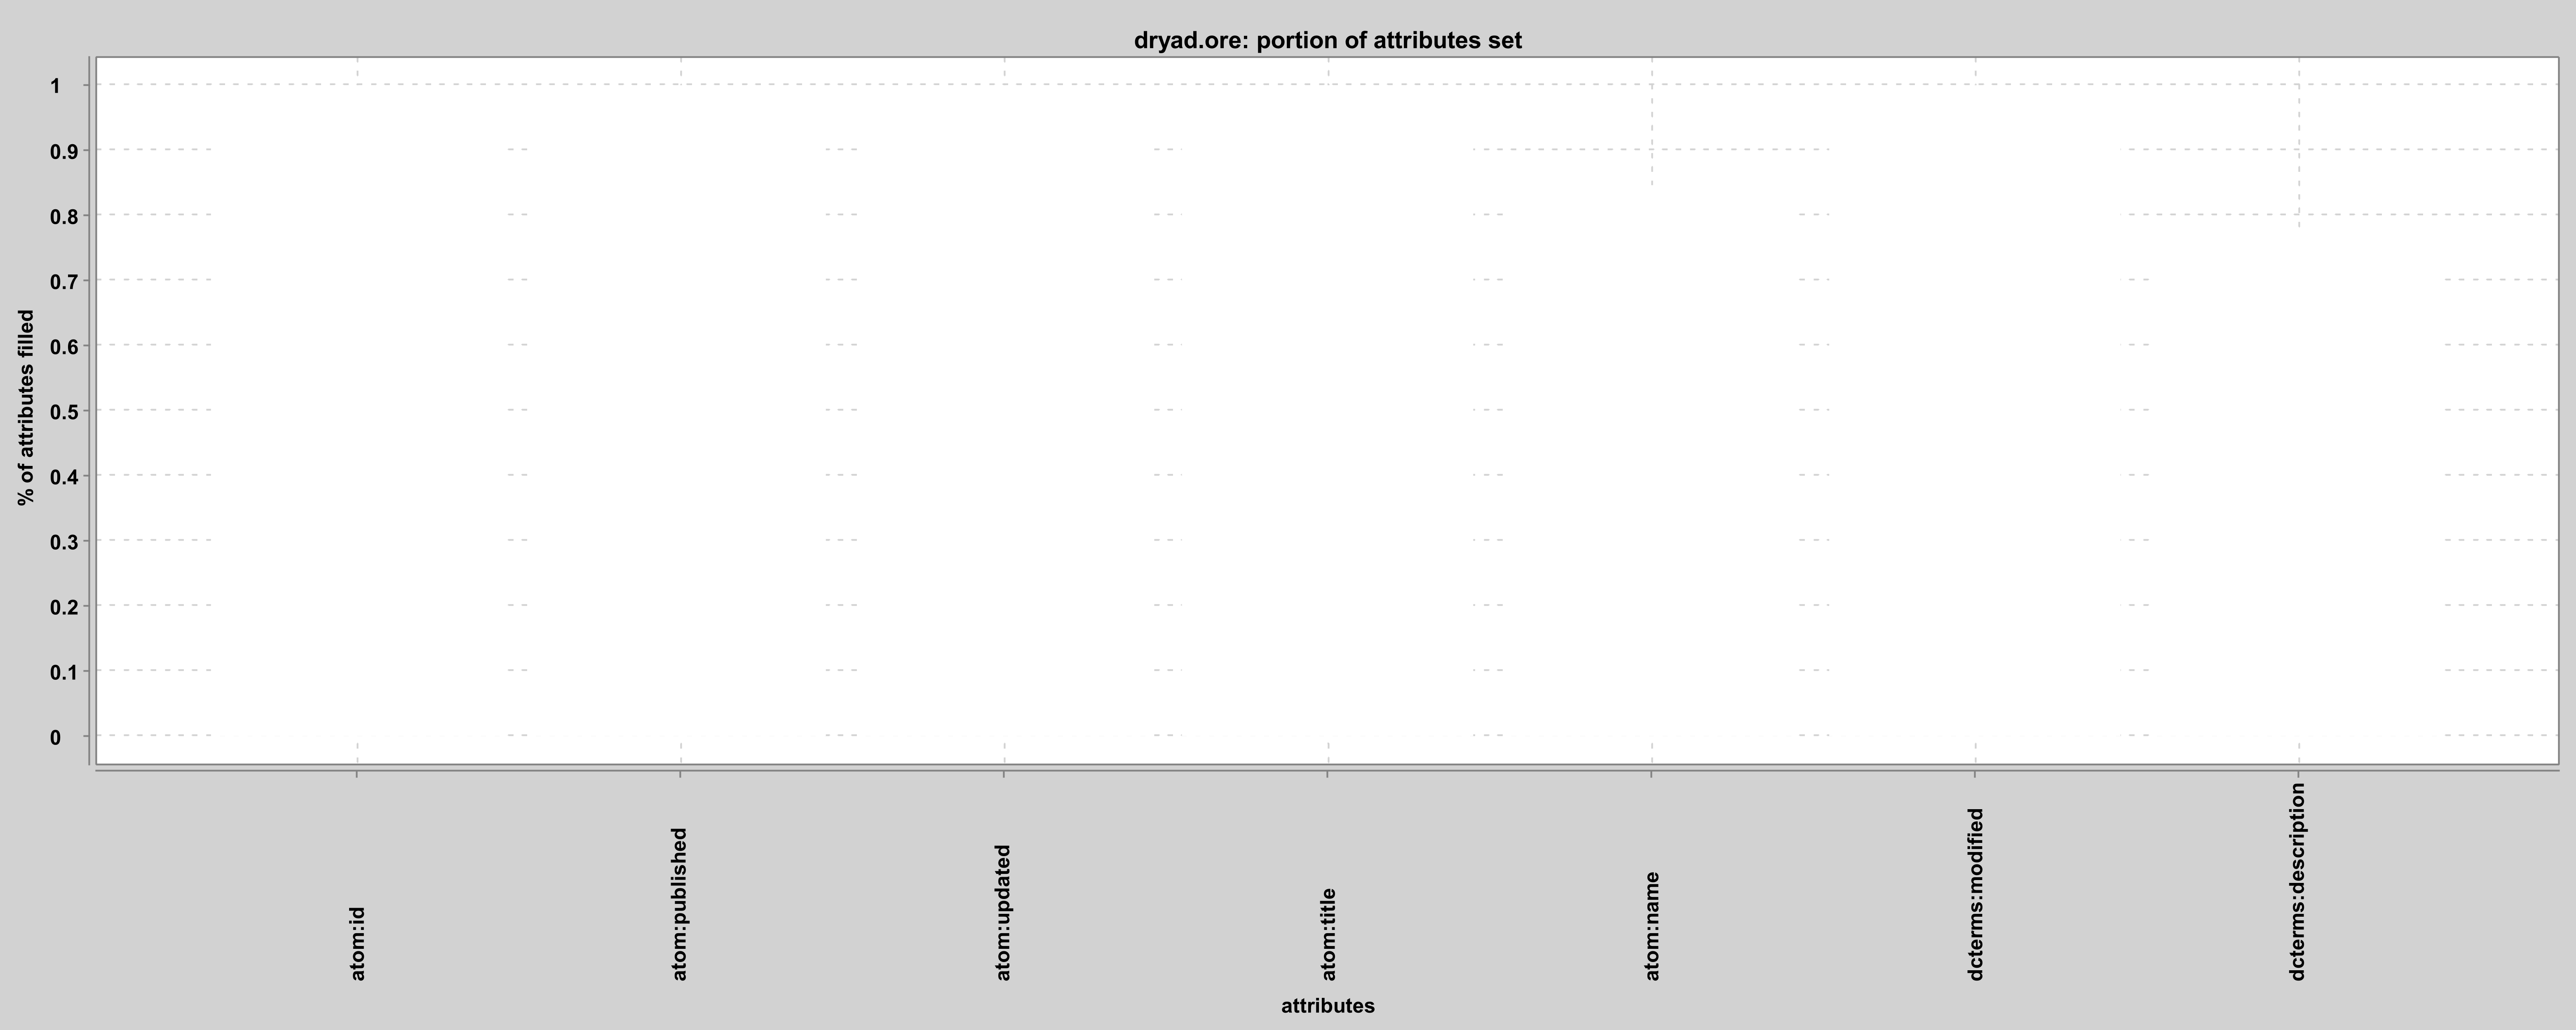 dryad.ore: portion of attributes set
% of attributes filled
1
0.9
0.8
0.7
0.6
0.5
0.4
0.3
0.2
0.1
0
atom:id
atom:published
atom:updated
atom:title
atom:name
dcterms:modified
dcterms:description
attributes